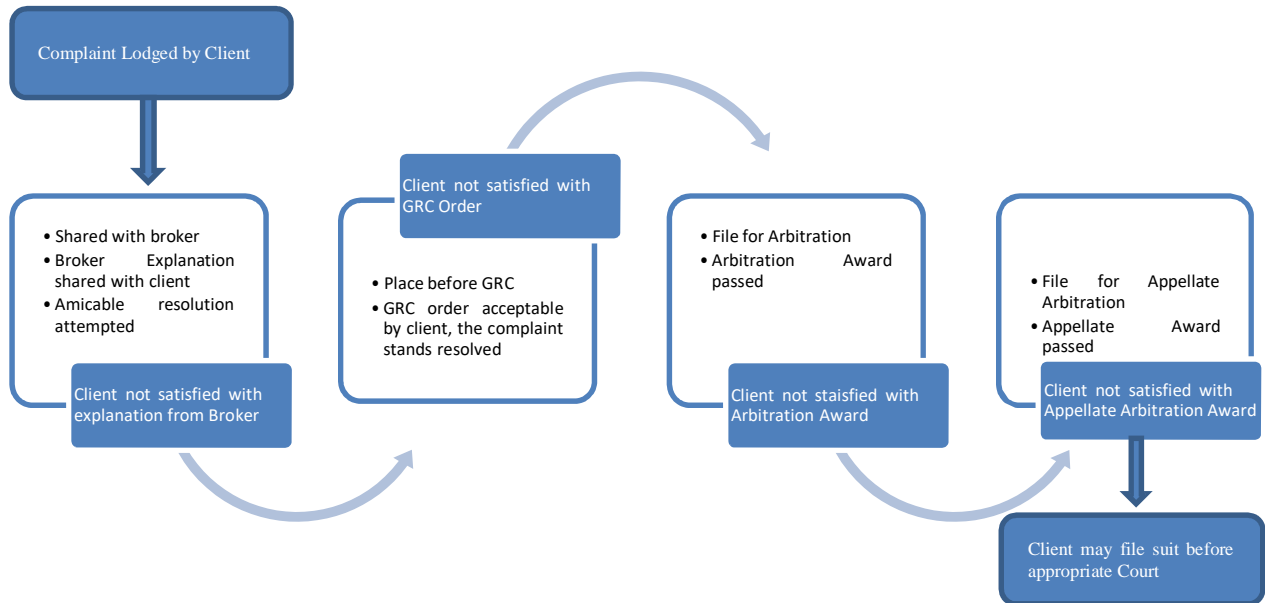 Complaint Lodged by Client
• Shared with broker
• Broker Explanation
shared with client
• Amicable resolution
attempted
Client not satisfied with
explanation from Broker
• Place before GRC
• GRC order acceptable
by client, the complaint
stands resolved
Client not satisfied with
GRC Order
• File for Arbitration
• Arbitration Award
passed
Client not staisfied with
Arbitration Award
• File for Appellate
Arbitration
• Appellate Award
passed
Client not satisfied with
Appellate Arbitration Award
Client may file suit before
appropriate Court